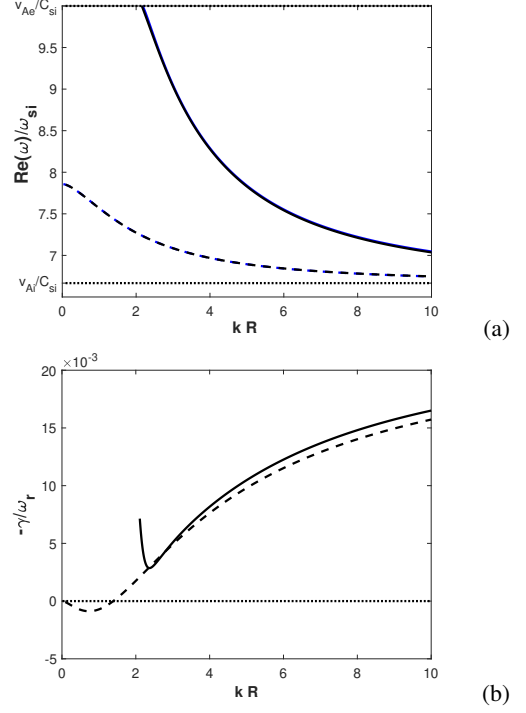 v_Ae/C_si
10
9.5
9
8.5
8
7.5
7
v_Ai/C_si
Re(ω)/ω_si
0 2 4 6 8 10
k R
(a)
×10^-3
20
15
10
5
0
-5
-γ/ω_r
0 2 4 6 8 10
k R
(b)